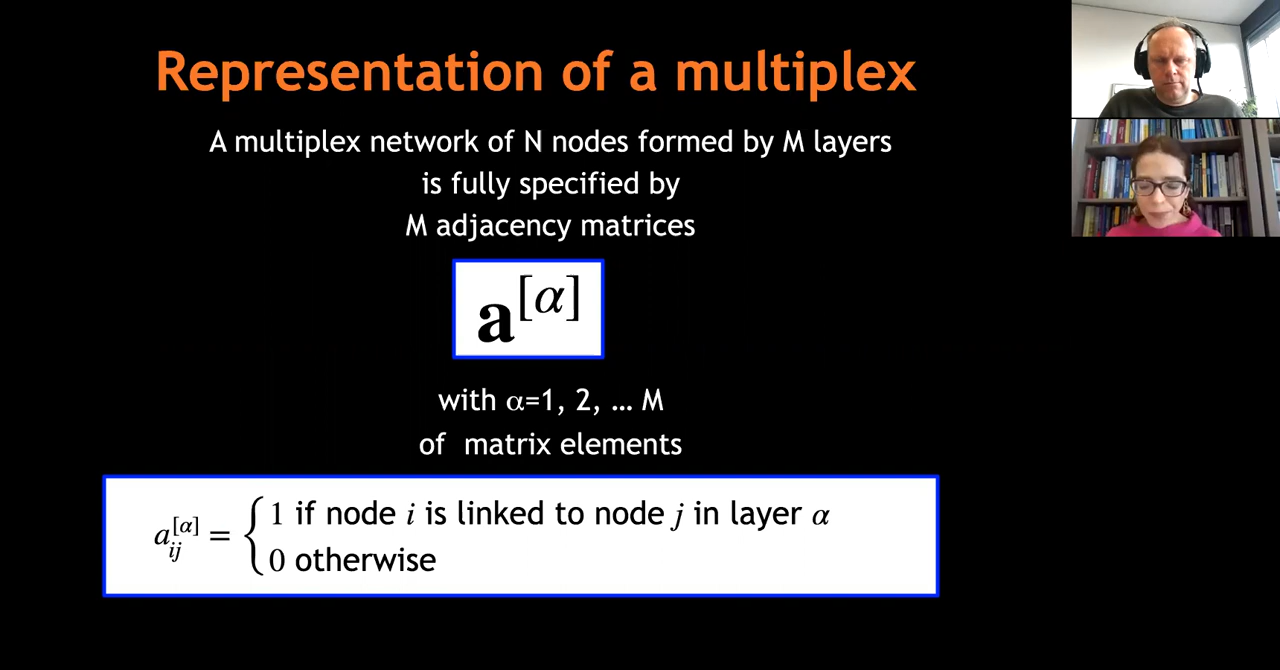 Representation of a multiplex
A multiplex network of N nodes formed by M layers
is fully specified by
M adjacency matrices
a^[α]
with α=1, 2, … M
of matrix elements
a_ij^[α] = { 1 if node i is linked to node j in layer α
0 otherwise